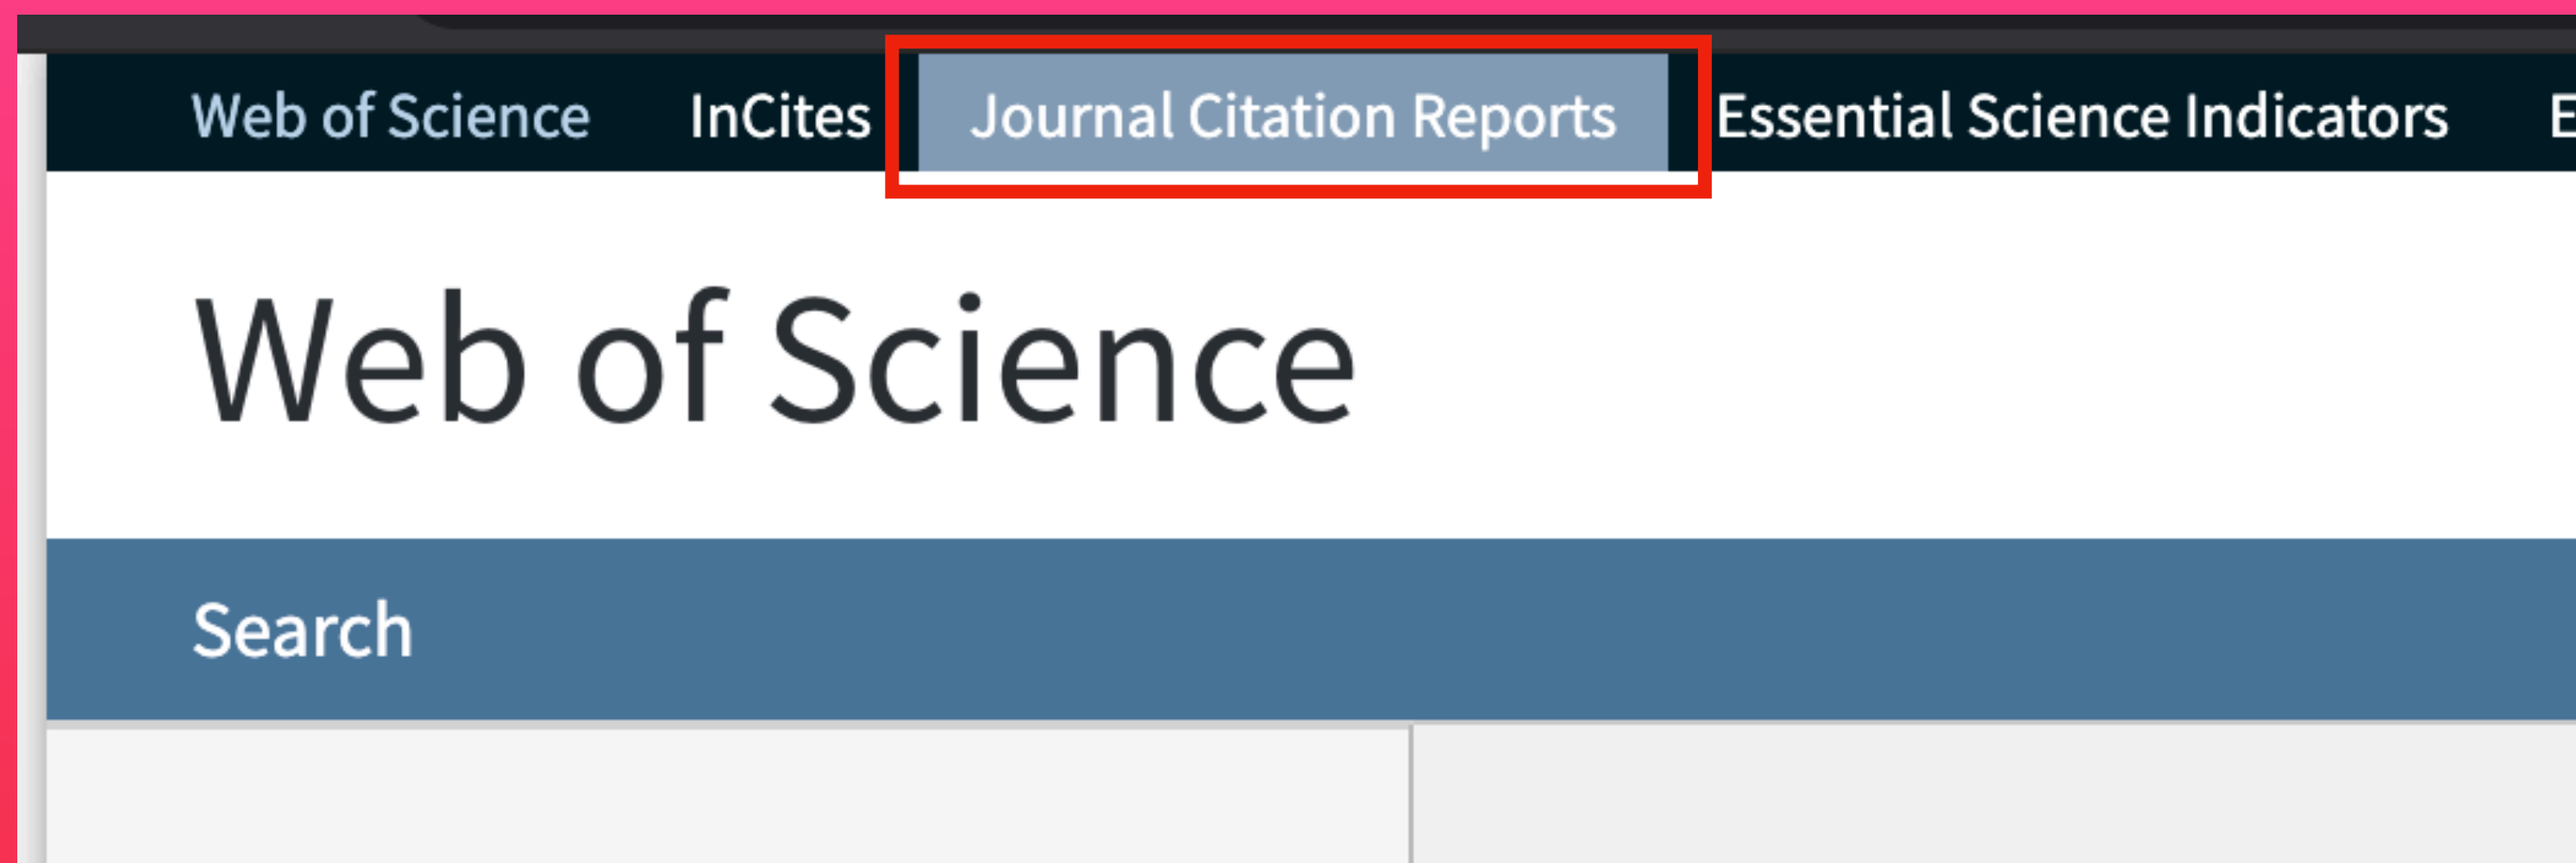 Web of Science InCites Journal Citation Reports Essential Science Indicators
Web of Science
Search